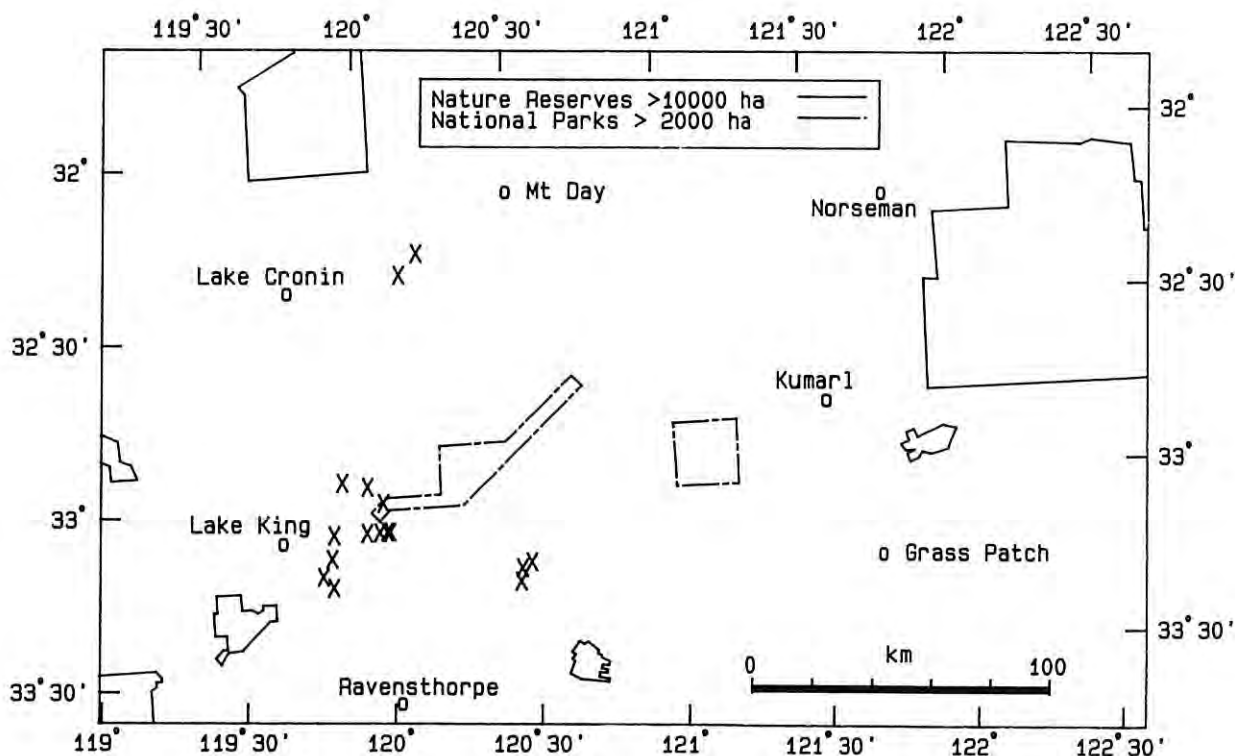 119° 30' 120° 120° 30' 121° 121° 30' 122° 122° 30'
Nature Reserves >10000 ha
National Parks > 2000 ha
32°
32°
Mt Day
Norseman
Lake Cronin
32° 30'
32° 30'
Kumarl
33°
33°
Lake King
Grass Patch
33° 30'
km
0 100
33° 30'
Ravensthorpe
119° 119° 30' 120° 120° 30' 121° 121° 30' 122° 122° 30'